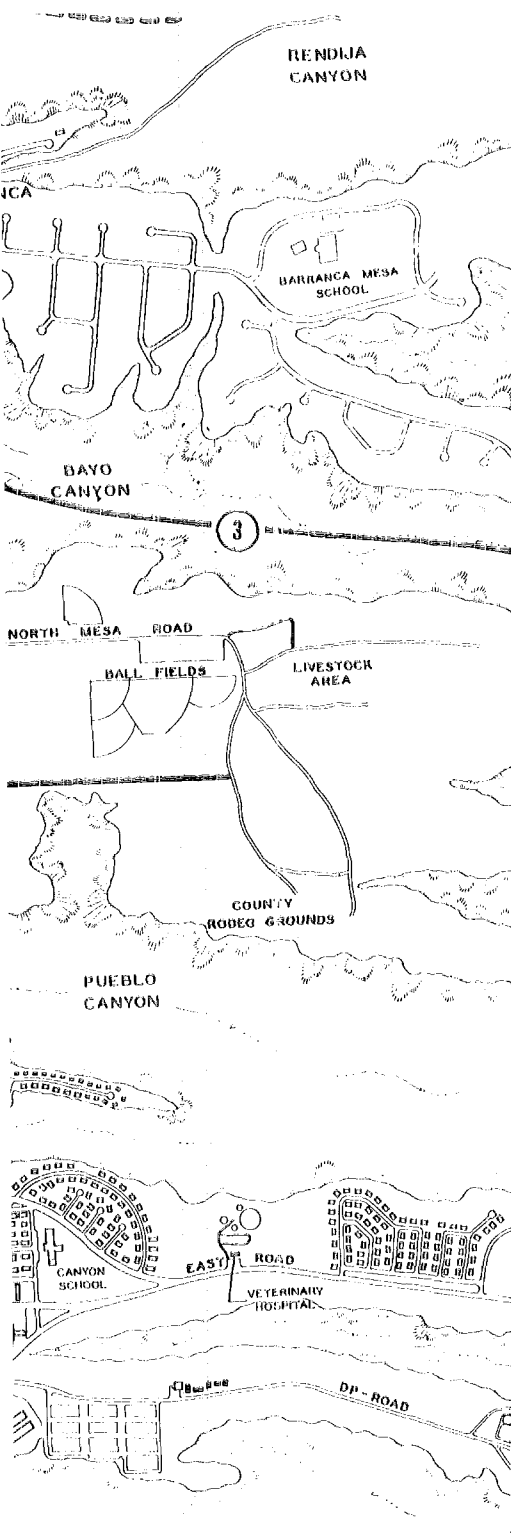 RENDIJA
CANYON
NCA
BARRANCA MESA
SCHOOL
BAYO
CANYON
3
NORTH MESA ROAD
BALL FIELDS
LIVESTOCK
AREA
COUNTY
RODEO GROUNDS
PUEBLO
CANYON
CANYON
SCHOOL
EAST ROAD
VETERINARY
HOSPITAL
DP-ROAD